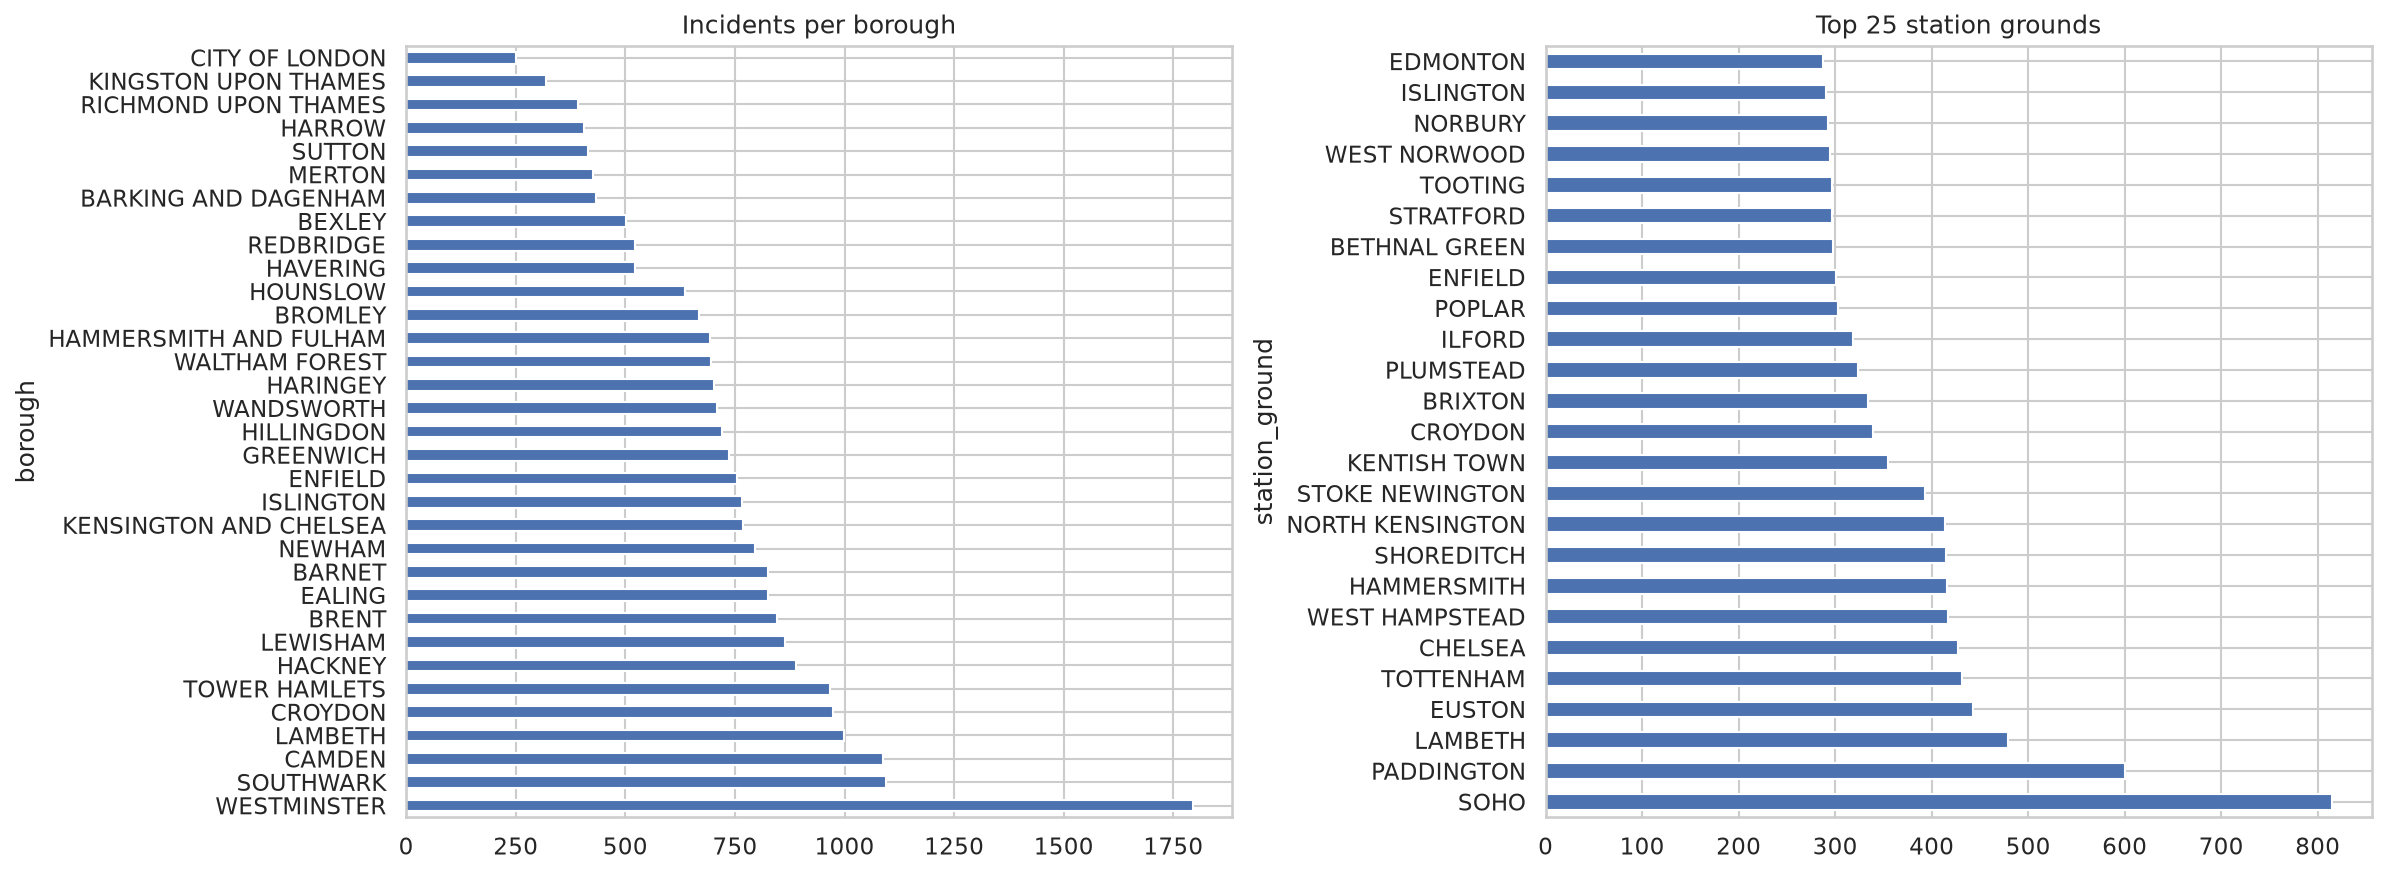 Incidents per borough
borough
CITY OF LONDON
KINGSTON UPON THAMES
RICHMOND UPON THAMES
HARROW
SUTTON
MERTON
BARKING AND DAGENHAM
BEXLEY
REDBRIDGE
HAVERING
HOUNSLOW
BROMLEY
HAMMERSMITH AND FULHAM
WALTHAM FOREST
HARINGEY
WANDSWORTH
HILLINGDON
GREENWICH
ENFIELD
ISLINGTON
KENSINGTON AND CHELSEA
NEWHAM
BARNET
EALING
BRENT
LEWISHAM
HACKNEY
TOWER HAMLETS
CROYDON
LAMBETH
CAMDEN
SOUTHWARK
WESTMINSTER
0 250 500 750 1000 1250 1500 1750
Top 25 station grounds
station_ground
EDMONTON
ISLINGTON
NORBURY
WEST NORWOOD
TOOTING
STRATFORD
BETHNAL GREEN
ENFIELD
POPLAR
ILFORD
PLUMSTEAD
BRIXTON
CROYDON
KENTISH TOWN
STOKE NEWINGTON
NORTH KENSINGTON
SHOREDITCH
HAMMERSMITH
WEST HAMPSTEAD
CHELSEA
TOTTENHAM
EUSTON
LAMBETH
PADDINGTON
SOHO
0 100 200 300 400 500 600 700 800